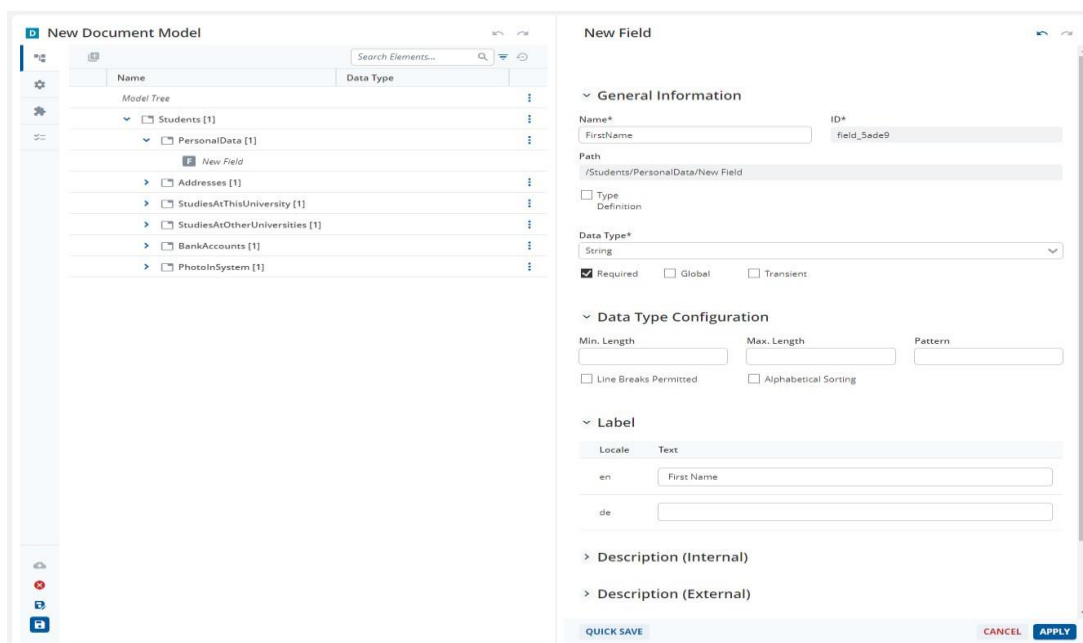 D New Document Model
Search Elements...
Name Data Type
Model Tree
Students [1]
PersonalData [1]
F New Field
Addresses [1]
StudiesAtThisUniversity [1]
StudiesAtOtherUniversities [1]
BankAccounts [1]
PhotoInSystem [1]
New Field
General Information
Name* ID*
FirstName field_5ade9
Path
/Students/PersonalData/New Field
Type
Definition
Data Type*
String
Required Global Transient
Data Type Configuration
Min. Length Max. Length Pattern
Line Breaks Permitted Alphabetical Sorting
Label
Locale Text
en First Name
de
Description (Internal)
Description (External)
QUICK SAVE CANCEL APPLY